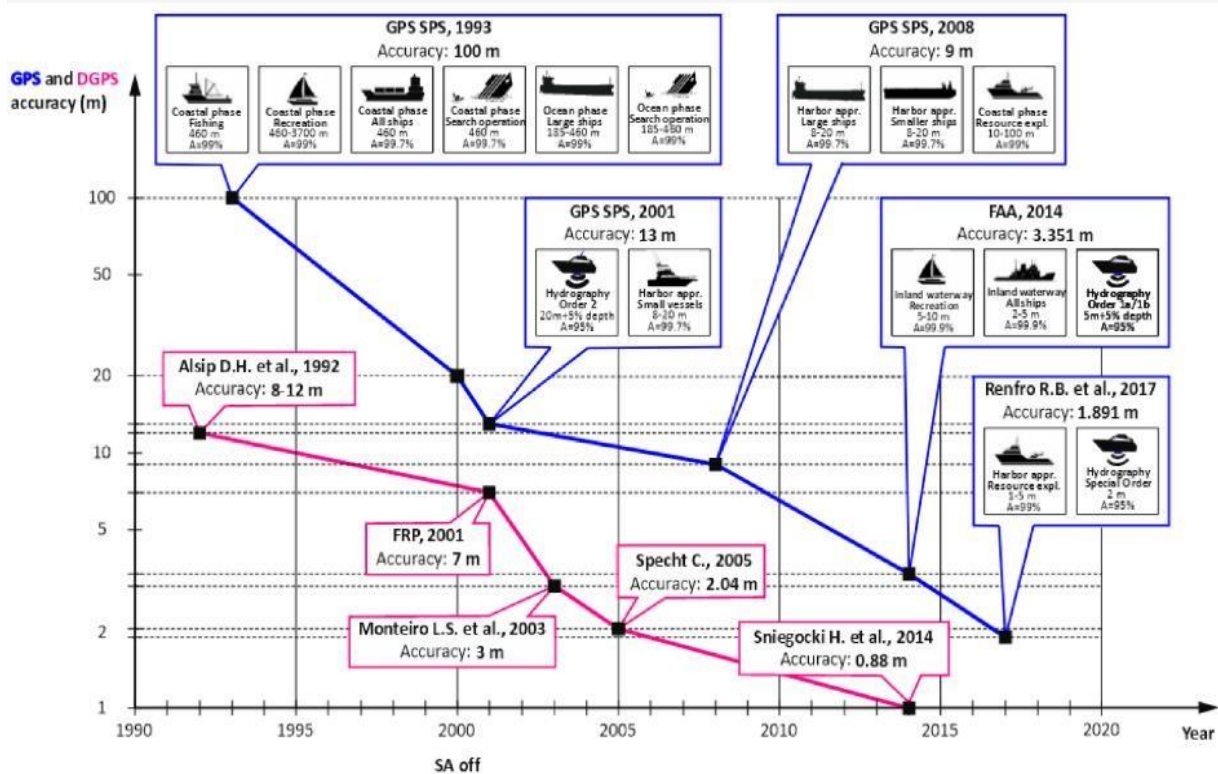 GPS SPS, 1993
Accuracy: 100 m
Coastal phase
Fishing
460 m
A=99%
Coastal phase
Recreation
460-3700 m
A=99%
Coastal phase
All ships
460 m
A=99.7%
Coastal phase
Search operation
460 m
A=99.7%
Ocean phase
Large ships
185-460 m
A=99%
Ocean phase
Search operation
185-460 m
A=99%
GPS SPS, 2008
Accuracy: 9 m
Harbor appr.
Large ships
8-20 m
A=99.7%
Harbor appr.
Smaller ships
8-20 m
A=99.7%
Coastal phase
Resource expl.
10-100 m
A=99%
GPS and DGPS
accuracy (m)
GPS SPS, 2001
Accuracy: 13 m
Hydrography
Order 2
20m+5% depth
A=95%
Harbor appr.
Small vessels
8-20 m
A=99.7%
FAA, 2014
Accuracy: 3.351 m
Inland waterway
Recreation
5-10 m
A=99.9%
Inland waterway
All ships
2-5 m
A=99.9%
Hydrography
Order 1a/1b
5m+5% depth
A=95%
Alsip D.H. et al., 1992
Accuracy: 8-12 m
Renfro R.B. et al., 2017
Accuracy: 1.891 m
Harbor appr.
Resource expl.
1-5 m
A=99%
Hydrography
Special Order
2 m
A=95%
FRP, 2001
Accuracy: 7 m
Specht C., 2005
Accuracy: 2.04 m
Monteiro L.S. et al., 2003
Accuracy: 3 m
Sniegocki H. et al., 2014
Accuracy: 0.88 m
100
50
20
10
5
2
1
1990 1995 2000 2005 2010 2015 2020 Year
SA off